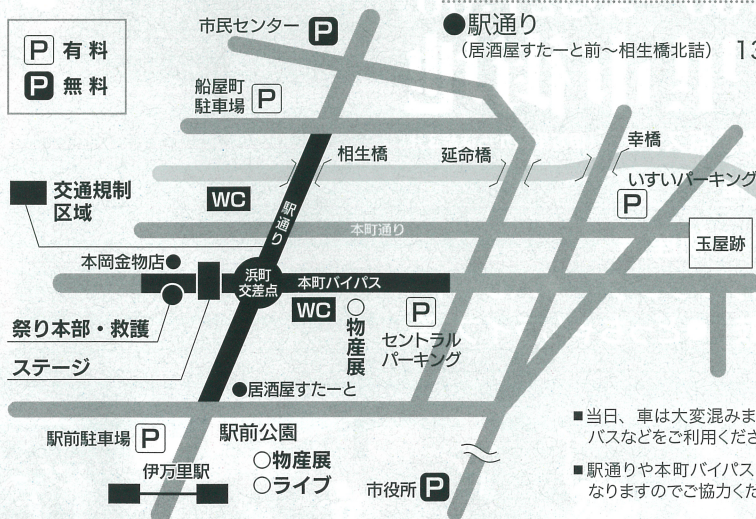 P 有料
P 無料
市民センター P
船屋町
駐車場 P
●駅通り
(居酒屋すたーと前〜相生橋北詰) 13
相生橋
延命橋
幸橋
いすいパーキング
P
交通規制
区域
WC
駅通り
本町通り
玉屋跡
本岡金物店●
浜町
交差点
本町バイパス
祭り本部・救護
ステージ
WC
○物産展
P
セントラル
パーキング
●居酒屋すたーと
駅前駐車場 P
駅前公園
○物産展
○ライブ
伊万里駅
市役所 P
■当日、車は大変混みま
バスなどをご利用くださ
■駅通りや本町バイパス
なりますのでご協力くだ